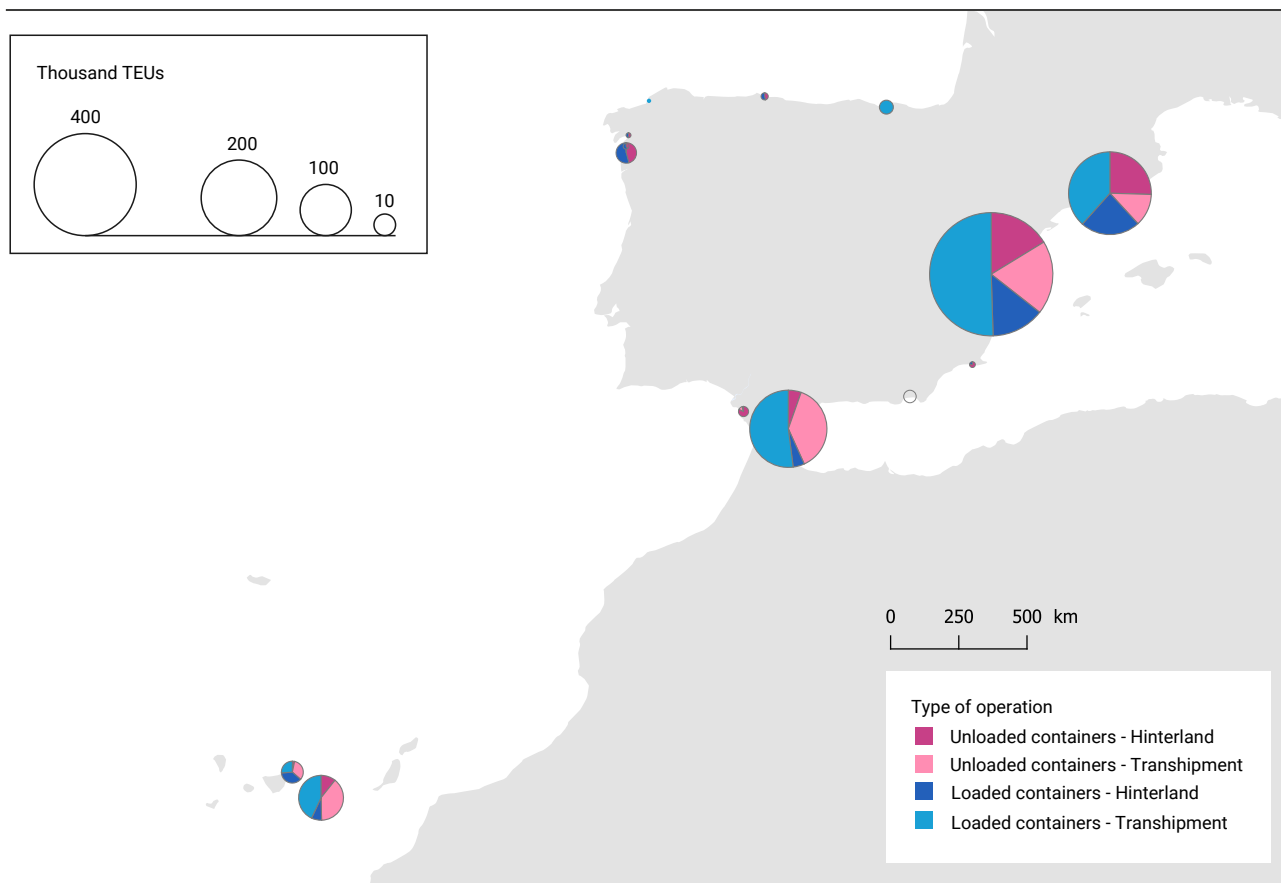 Thousand TEUs
400
200
100
10
0 250 500 km
Type of operation
Unloaded containers - Hinterland
Unloaded containers - Transhipment
Loaded containers - Hinterland
Loaded containers - Transhipment